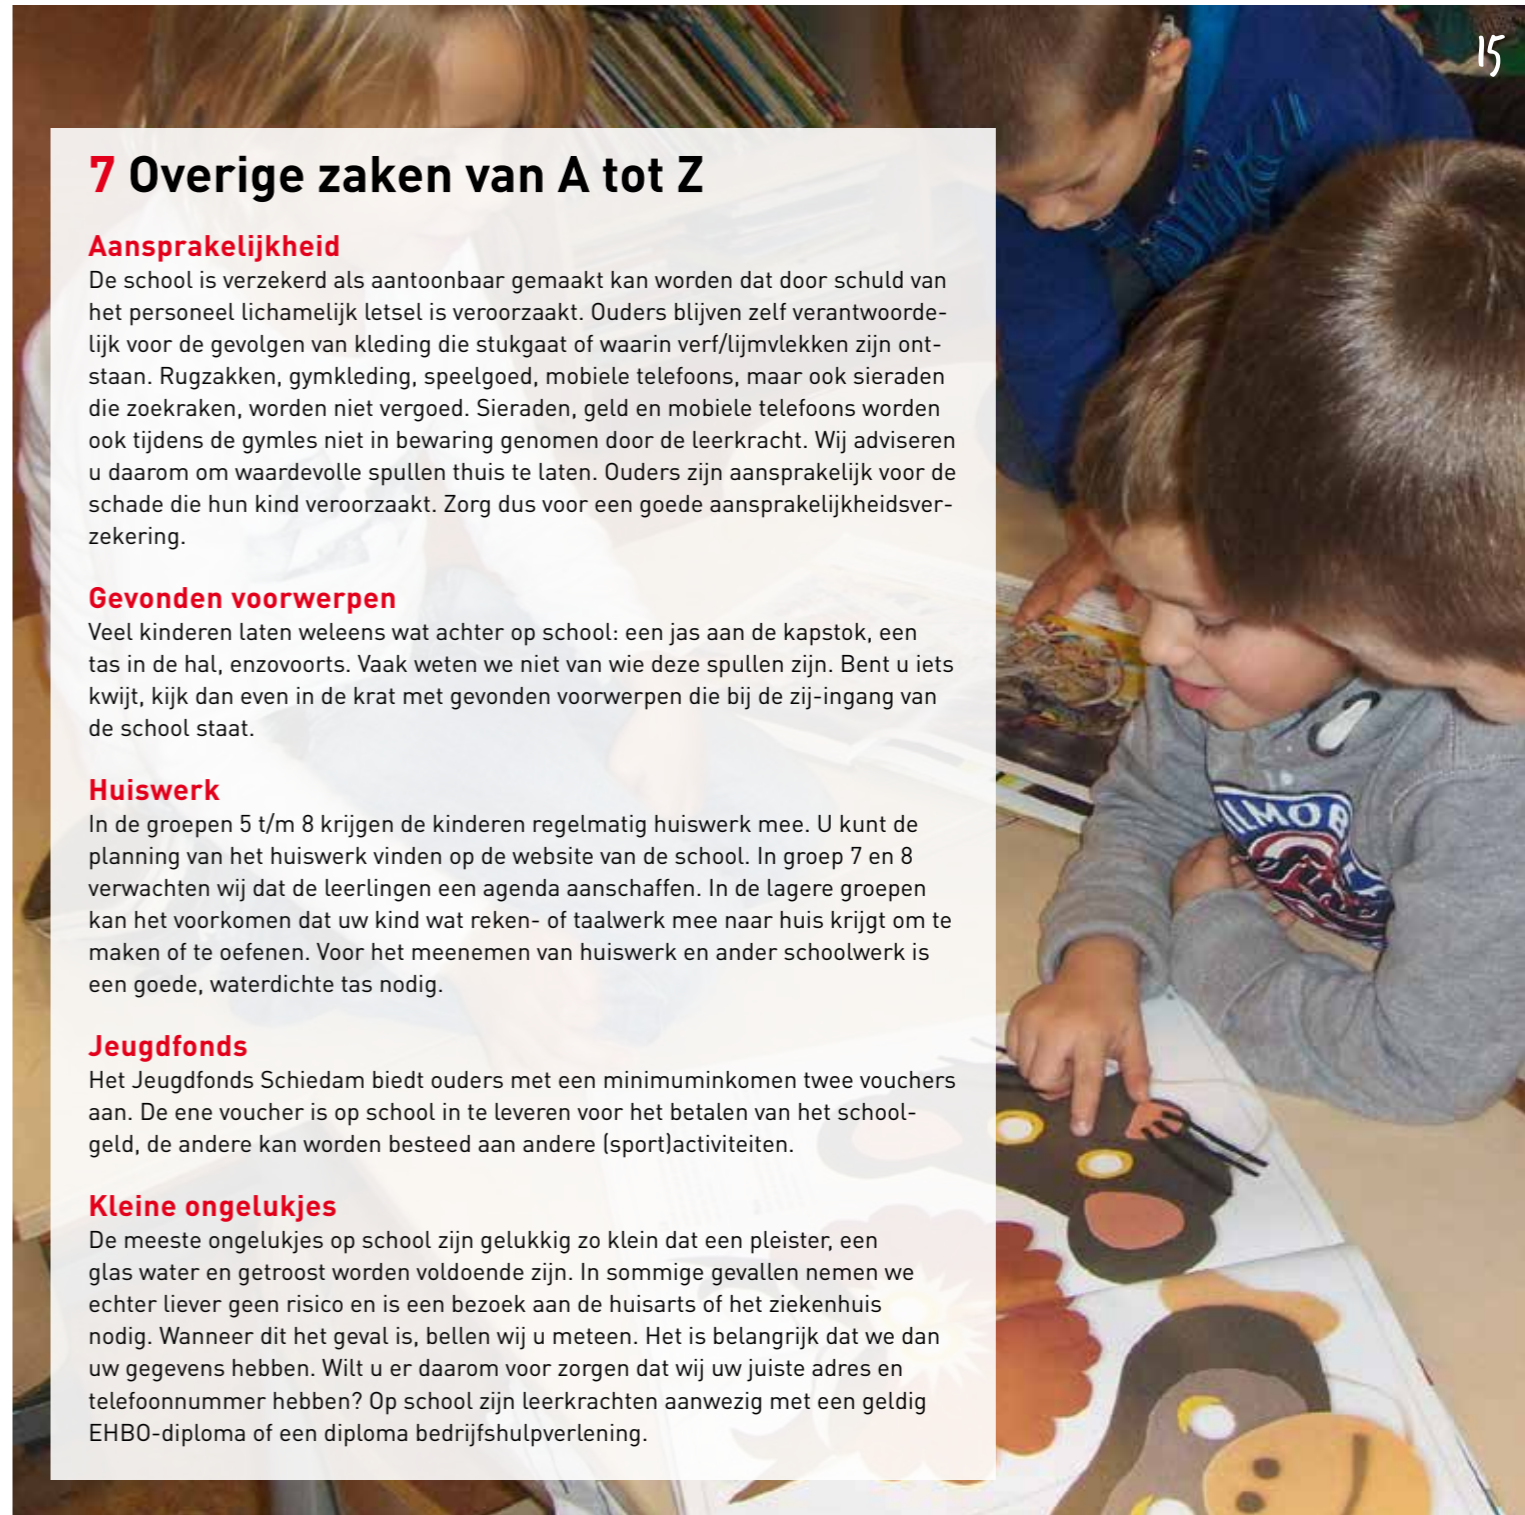 15
7 Overige zaken van A tot Z
Aansprakelijkheid
De school is verzekerd als aantoonbaar gemaakt kan worden dat door schuld van
het personeel lichamelijk letsel is veroorzaakt. Ouders blijven zelf verantwoorde-
lijk voor de gevolgen van kleding die stukgaat of waarin verf/lijmvlekken zijn ont-
staan. Rugzakken, gymkleding, speelgoed, mobiele telefoons, maar ook sieraden
die zoekraken, worden niet vergoed. Sieraden, geld en mobiele telefoons worden
ook tijdens de gymles niet in bewaring genomen door de leerkracht. Wij adviseren
u daarom om waardevolle spullen thuis te laten. Ouders zijn aansprakelijk voor de
schade die hun kind veroorzaakt. Zorg dus voor een goede aansprakelijkheidsver-
zekering.
Gevonden voorwerpen
Veel kinderen laten weleens wat achter op school: een jas aan de kapstok, een
tas in de hal, enzovoorts. Vaak weten we niet van wie deze spullen zijn. Bent u iets
kwijt, kijk dan even in de krat met gevonden voorwerpen die bij de zij-ingang van
de school staat.
Huiswerk
In de groepen 5 t/m 8 krijgen de kinderen regelmatig huiswerk mee. U kunt de
planning van het huiswerk vinden op de website van de school. In groep 7 en 8
verwachten wij dat de leerlingen een agenda aanschaffen. In de lagere groepen
kan het voorkomen dat uw kind wat reken- of taalwerk mee naar huis krijgt om te
maken of te oefenen. Voor het meenemen van huiswerk en ander schoolwerk is
een goede, waterdichte tas nodig.
Jeugdfonds
Het Jeugdfonds Schiedam biedt ouders met een minimuminkomen twee vouchers
aan. De ene voucher is op school in te leveren voor het betalen van het school-
geld, de andere kan worden besteed aan andere (sport)activiteiten.
Kleine ongelukjes
De meeste ongelukjes op school zijn gelukkig zo klein dat een pleister, een
glas water en getroost worden voldoende zijn. In sommige gevallen nemen we
echter liever geen risico en is een bezoek aan de huisarts of het ziekenhuis
nodig. Wanneer dit het geval is, bellen wij u meteen. Het is belangrijk dat we dan
uw gegevens hebben. Wilt u er daarom voor zorgen dat wij uw juiste adres en
telefoonnummer hebben? Op school zijn leerkrachten aanwezig met een geldig
EHBO-diploma of een diploma bedrijfshulpverlening.